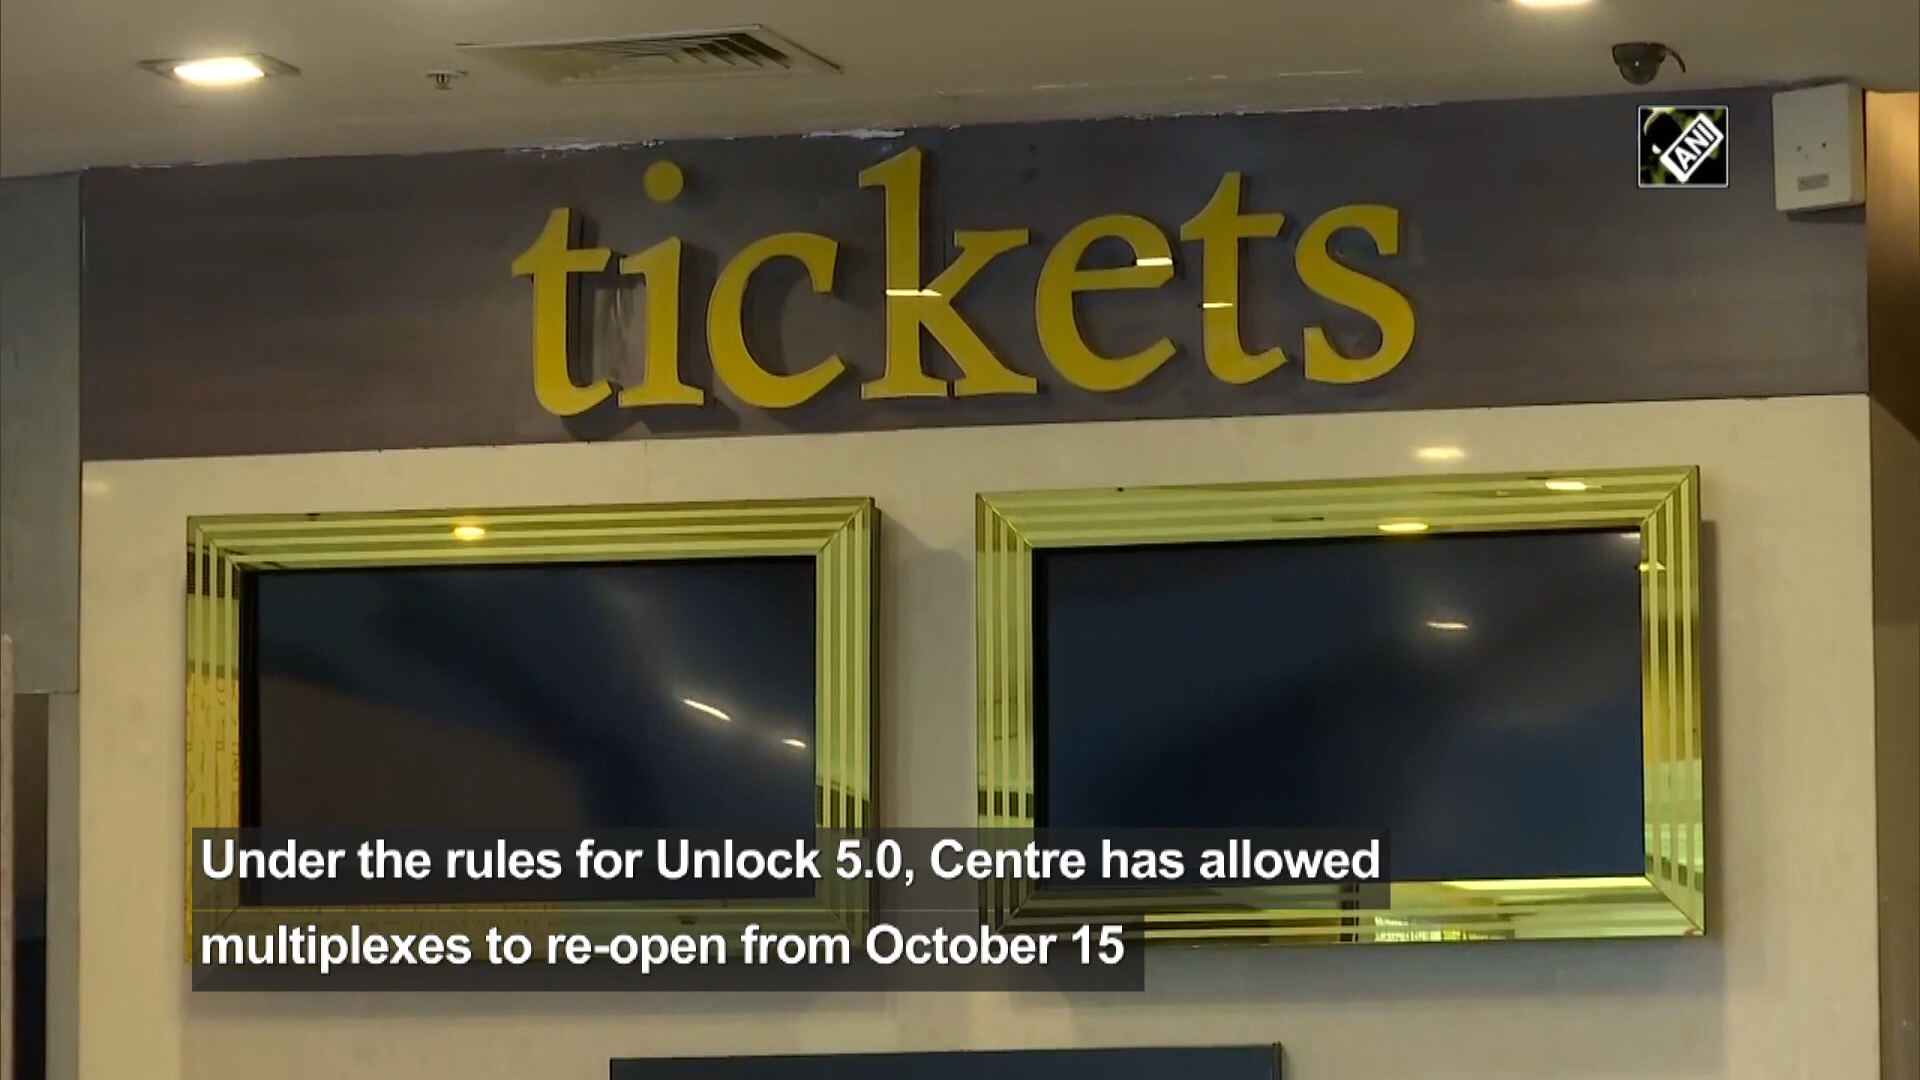 tickets
ANI
Under the rules for Unlock 5.0, Centre has allowed
multiplexes to re-open from October 15